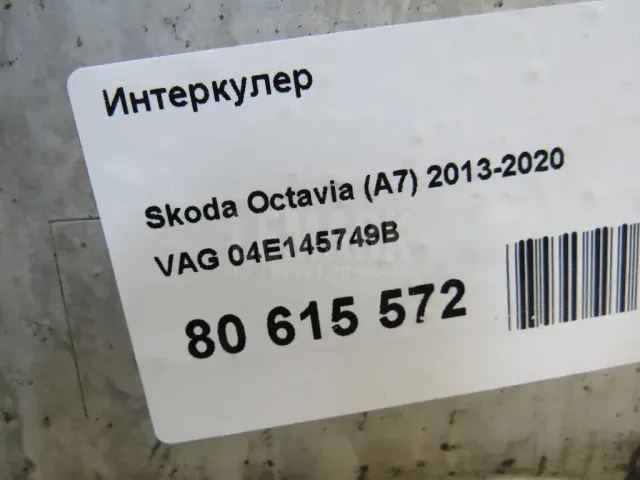 Интеркулер
Skoda Octavia (A7) 2013-2020
VAG 04E145749B
80 615 572